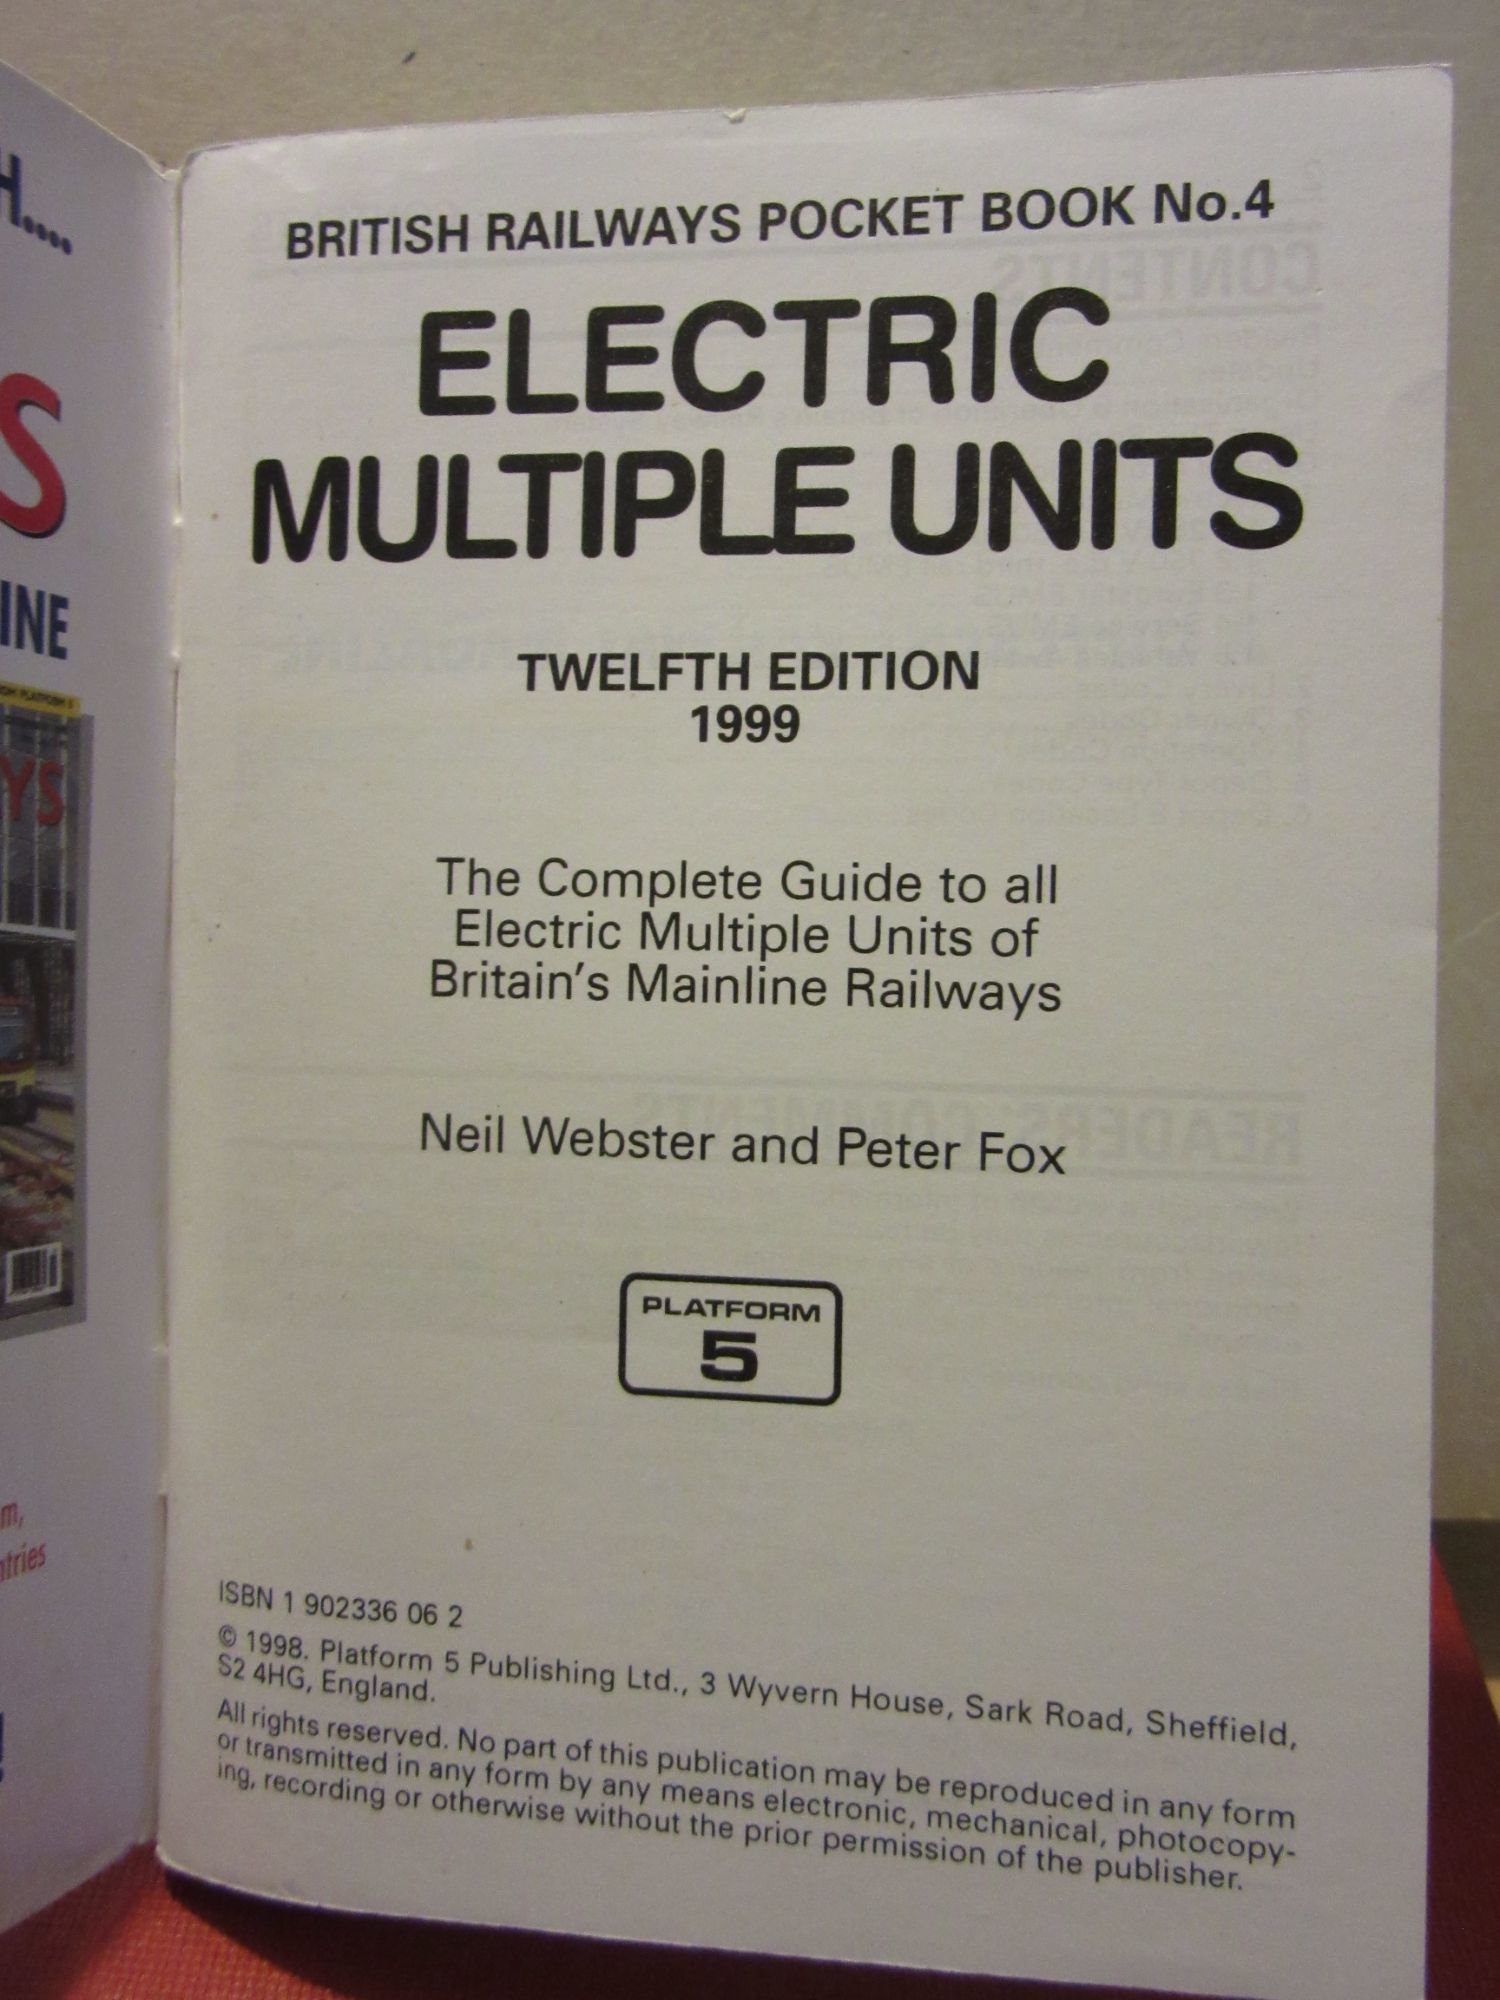 H....
S
INE
YS
m,
ntries
BRITISH RAILWAYS POCKET BOOK No.4
ELECTRIC
MULTIPLE UNITS
TWELFTH EDITION
1999
The Complete Guide to all
Electric Multiple Units of
Britain's Mainline Railways
Neil Webster and Peter Fox
PLATFORM
5
ISBN 1 902336 06 2
© 1998. Platform 5 Publishing Ltd., 3 Wyvern House, Sark Road, Sheffield,
S2 4HG, England.
All rights reserved. No part of this publication may be reproduced in any form
or transmitted in any form by any means electronic, mechanical, photocopy-
ing, recording or otherwise without the prior permission of the publisher.